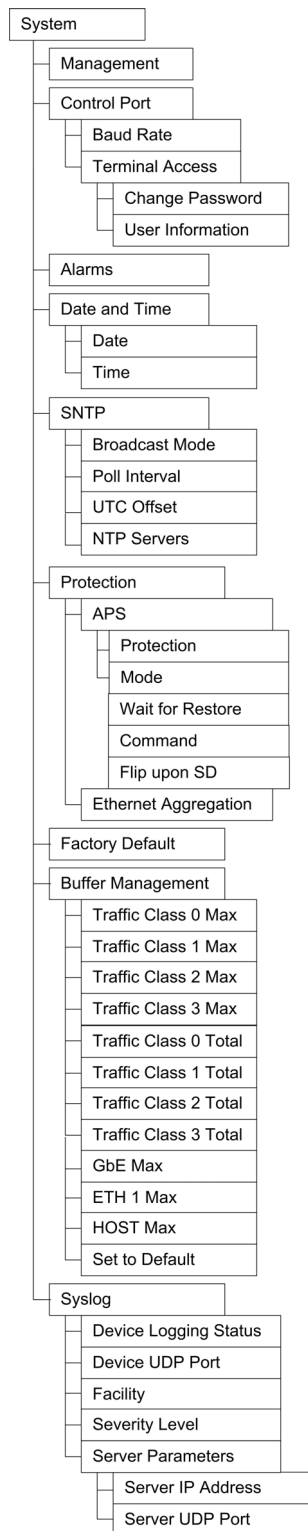 System
Management
Control Port
Baud Rate
Terminal Access
Change Password
User Information
Alarms
Date and Time
Date
Time
SNTP
Broadcast Mode
Poll Interval
UTC Offset
NTP Servers
Protection
APS
Protection
Mode
Wait for Restore
Command
Flip upon SD
Ethernet Aggregation
Factory Default
Buffer Management
Traffic Class 0 Max
Traffic Class 1 Max
Traffic Class 2 Max
Traffic Class 3 Max
Traffic Class 0 Total
Traffic Class 1 Total
Traffic Class 2 Total
Traffic Class 3 Total
GbE Max
ETH 1 Max
HOST Max
Set to Default
Syslog
Device Logging Status
Device UDP Port
Facility
Severity Level
Server Parameters
Server IP Address
Server UDP Port